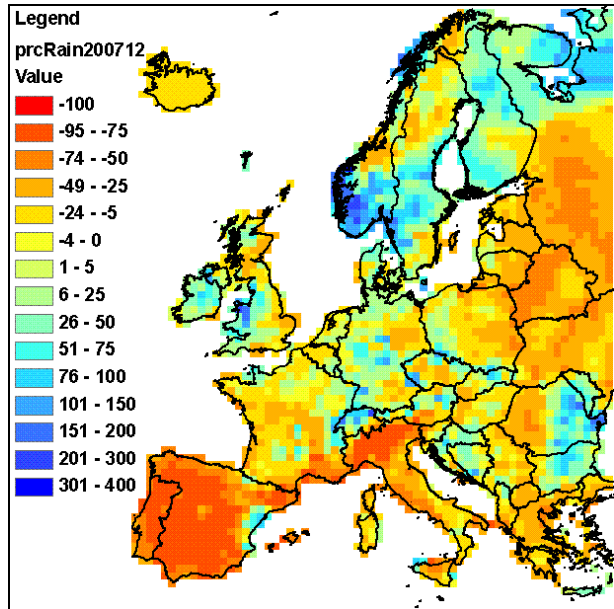 Legend
prcRain200712
Value
-100
-95 - -75
-74 - -50
-49 - -25
-24 - -5
-4 - 0
1 - 5
6 - 25
26 - 50
51 - 75
76 - 100
101 - 150
151 - 200
201 - 300
301 - 400